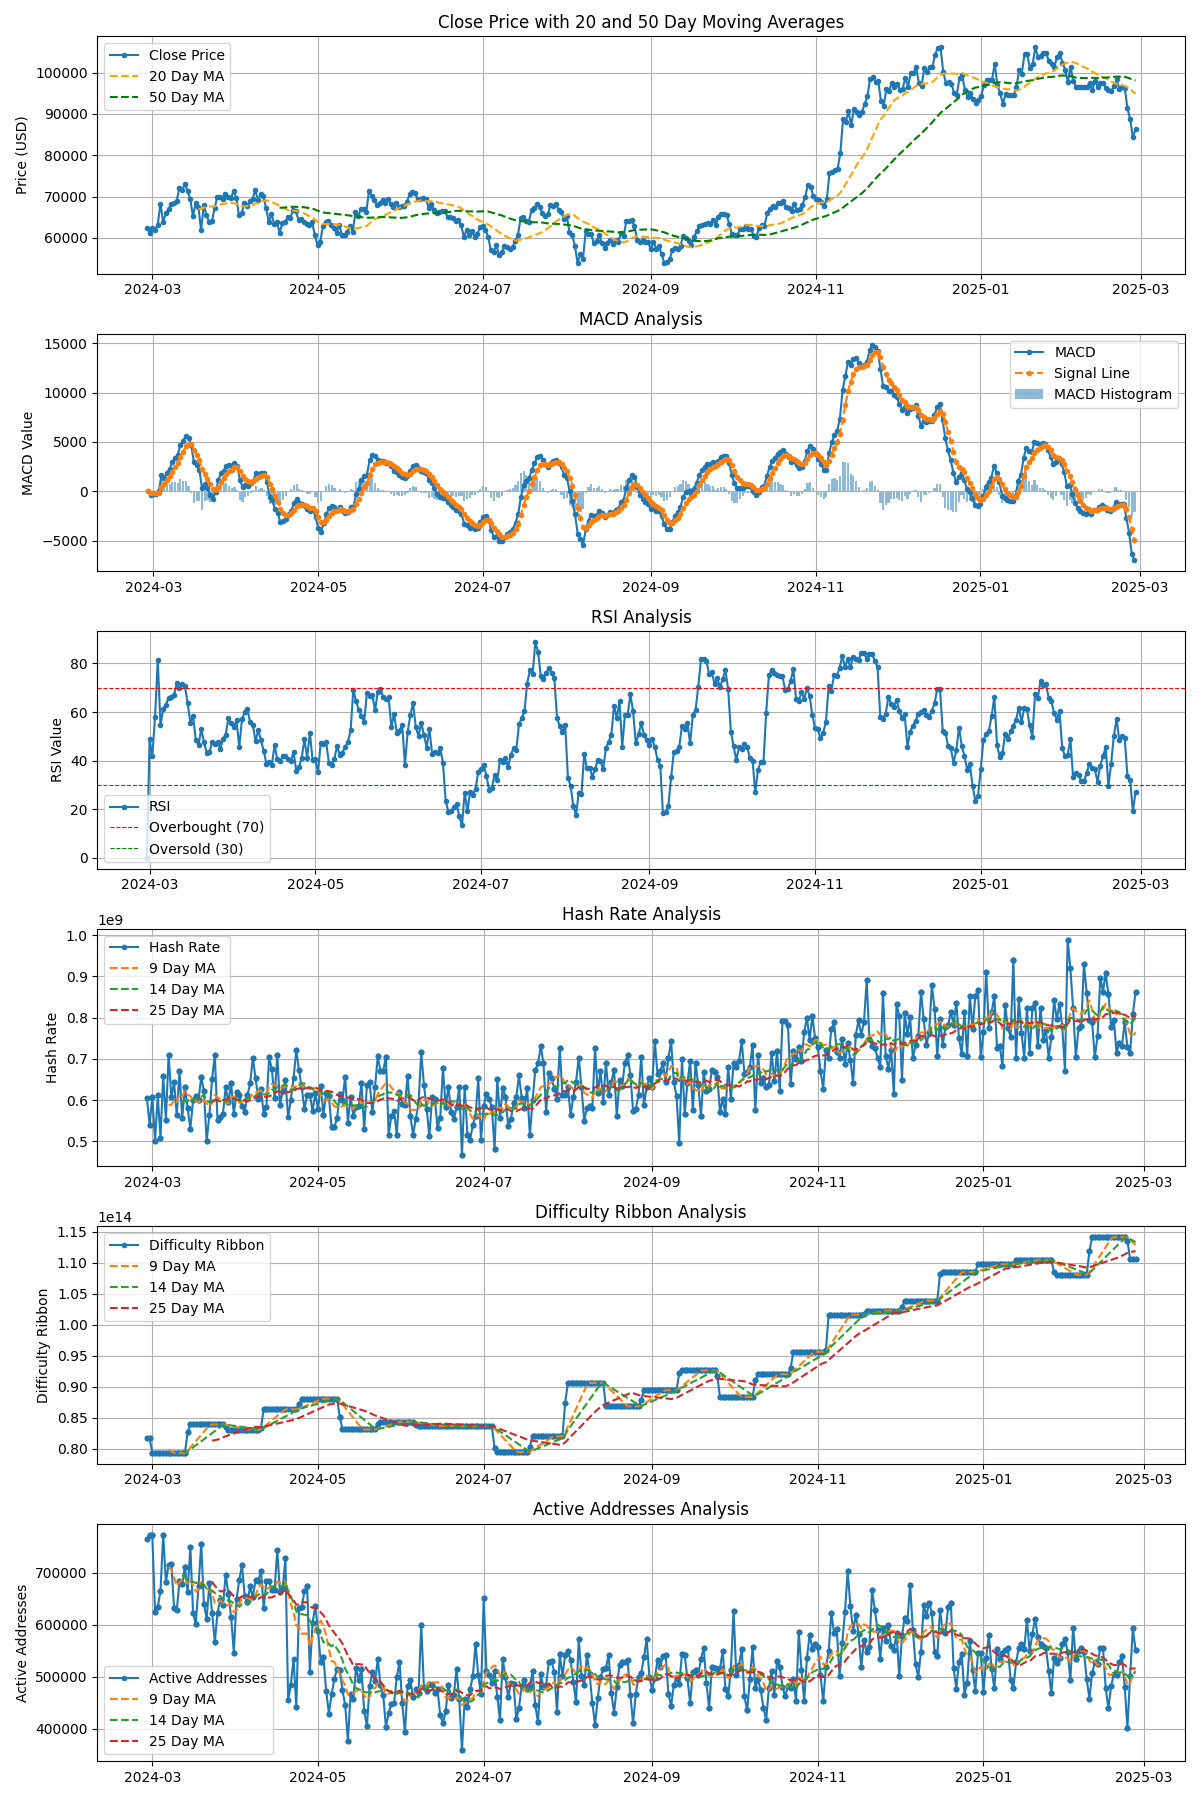 Close Price with 20 and 50 Day Moving Averages
Close Price
20 Day MA
50 Day MA
Price (USD)
100000
90000
80000
70000
60000
2024-03 2024-05 2024-07 2024-09 2024-11 2025-01 2025-03
MACD Analysis
MACD
Signal Line
MACD Histogram
MACD Value
15000
10000
5000
0
−5000
2024-03 2024-05 2024-07 2024-09 2024-11 2025-01 2025-03
RSI Analysis
RSI Value
80
60
40
20
0
RSI
Overbought (70)
Oversold (30)
2024-03 2024-05 2024-07 2024-09 2024-11 2025-01 2025-03
Hash Rate Analysis
1e9
Hash Rate
9 Day MA
14 Day MA
25 Day MA
Hash Rate
1.0
0.9
0.8
0.7
0.6
0.5
2024-03 2024-05 2024-07 2024-09 2024-11 2025-01 2025-03
Difficulty Ribbon Analysis
1e14
Difficulty Ribbon
9 Day MA
14 Day MA
25 Day MA
Difficulty Ribbon
1.15
1.10
1.05
1.00
0.95
0.90
0.85
0.80
2024-03 2024-05 2024-07 2024-09 2024-11 2025-01 2025-03
Active Addresses Analysis
Active Addresses
700000
600000
500000
400000
Active Addresses
9 Day MA
14 Day MA
25 Day MA
2024-03 2024-05 2024-07 2024-09 2024-11 2025-01 2025-03